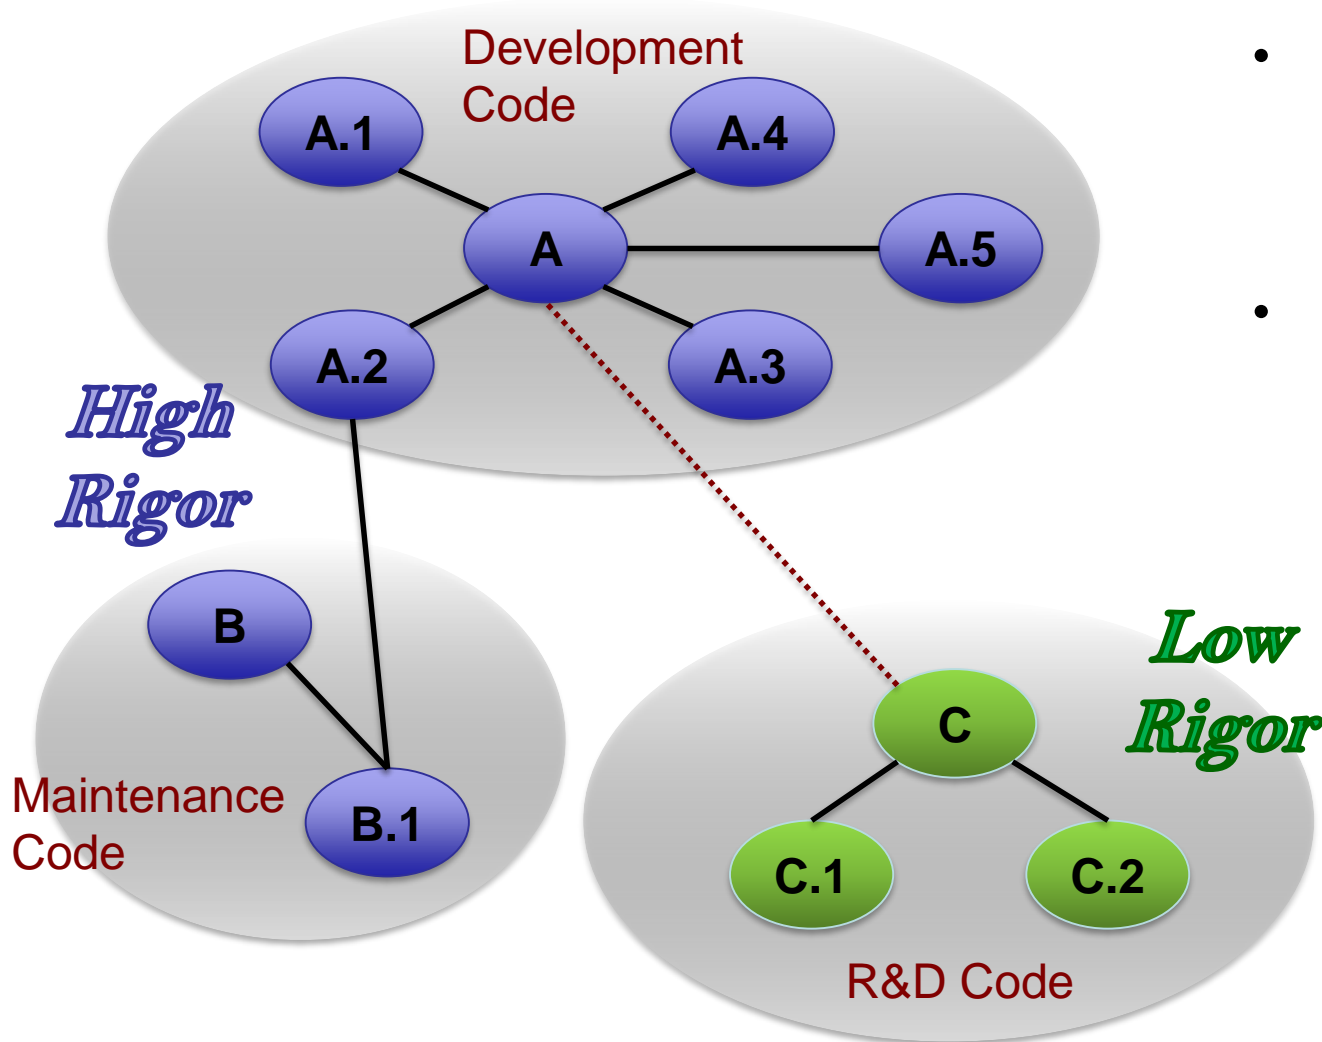 Development
Code
A.1
A.4
A
A.5
A.2
A.3
High
Rigor
B
Maintenance
Code
B.1
Low
Rigor
C
C.1
C.2
R&D Code
•
•